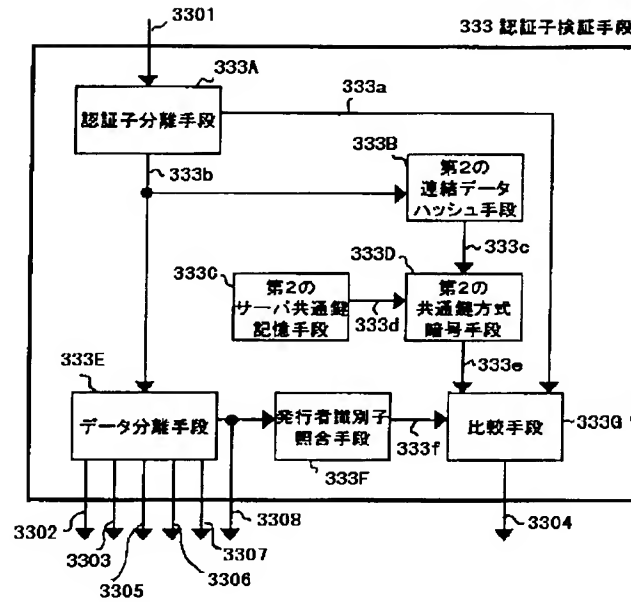 3301
333 認証子検証手段
333A
認証子分離手段
333a
333b
333B
第2の
連結データ
ハッシュ手段
333c
333C
第2の
サーバ共通鍵
記憶手段
333d
333D
第2の
共通鍵方式
暗号手段
333e
333E
データ分離手段
発行者識別子
照合手段
333F
333f
比較手段
333G
3302
3303
3305
3306
3307
3308
3304